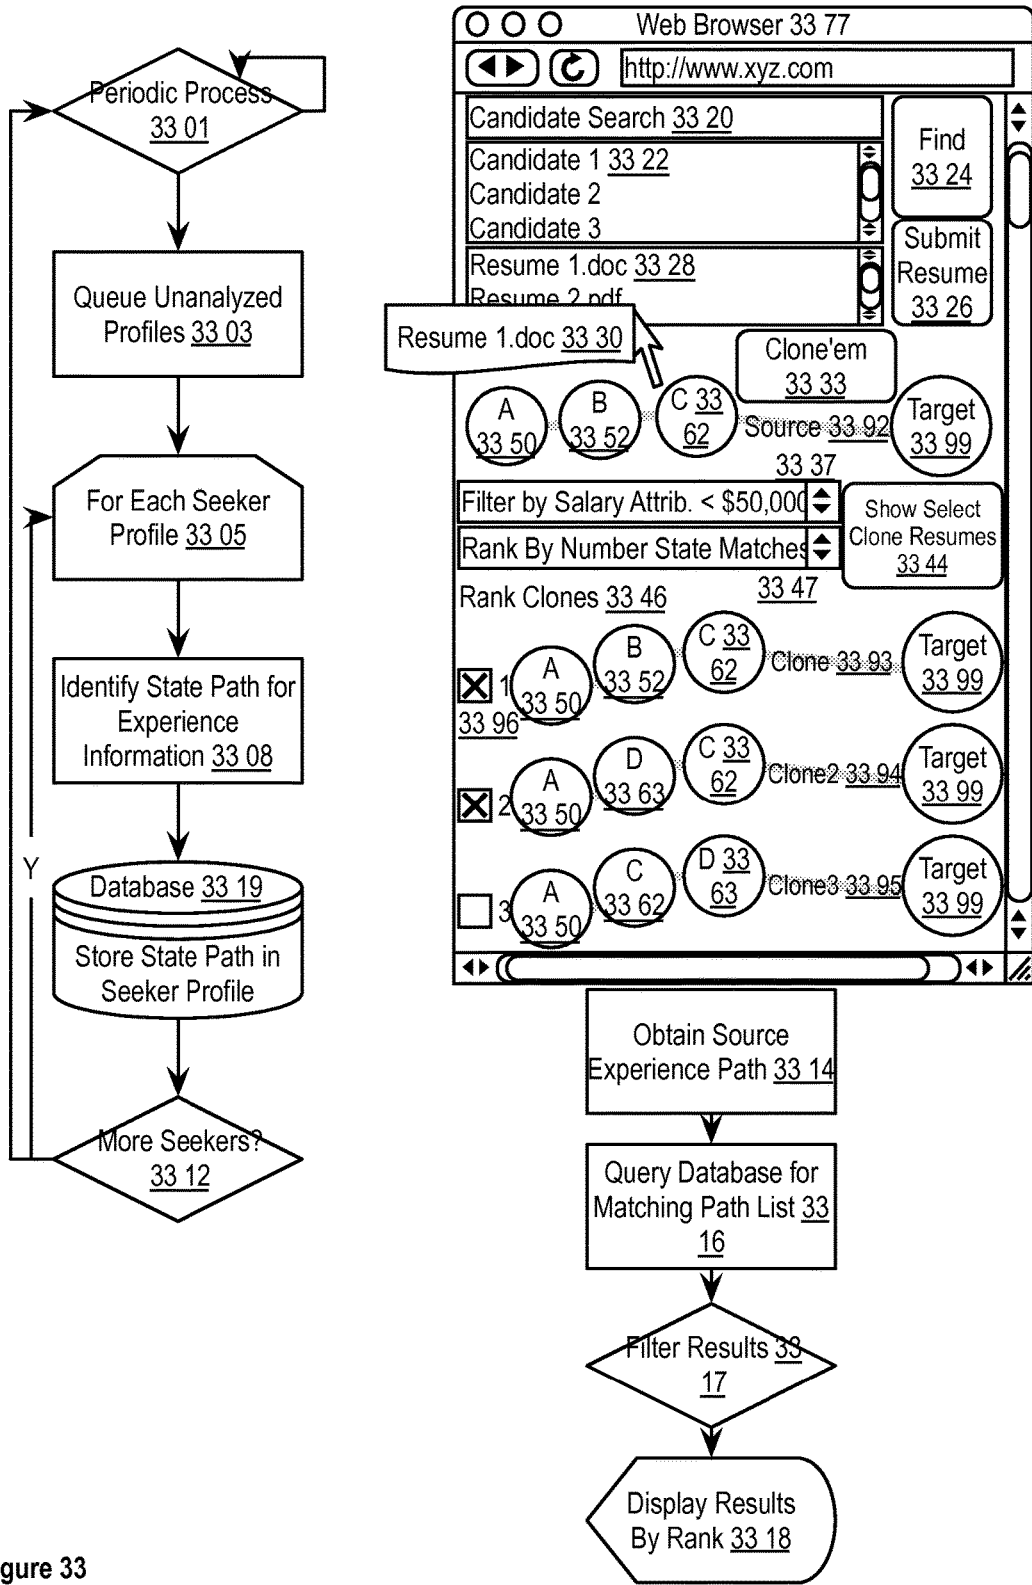 Periodic Process
33 01
Queue Unanalyzed
Profiles 33 03
For Each Seeker
Profile 33 05
Identify State Path for
Experience
Information 33 08
Y
Database 33 19
Store State Path in
Seeker Profile
More Seekers?
33 12
Web Browser 33 77
http://www.xyz.com
Candidate Search 33 20
Find
33 24
Candidate 1 33 22
Candidate 2
Candidate 3
Submit
Resume
33 26
Resume 1.doc 33 28
Resume 2.pdf
Resume 1.doc 33 30
Clone'em
33 33
A
33 50
B
33 52
C 33
62
Source 33 92
Target
33 99
33 37
Filter by Salary Attrib. < $50,000
Rank By Number State Matches
Show Select
Clone Resumes
33 44
Rank Clones 33 46
33 47
1
33 96
A
33 50
B
33 52
C 33
62
Clone 33 93
Target
33 99
2
A
33 50
D
33 63
C 33
62
Clone2 33 94
Target
33 99
3
A
33 50
C
33 62
D 33
63
Clone3 33 95
Target
33 99
Obtain Source
Experience Path 33 14
Query Database for
Matching Path List 33
16
Filter Results 33
17
Display Results
By Rank 33 18
gure 33